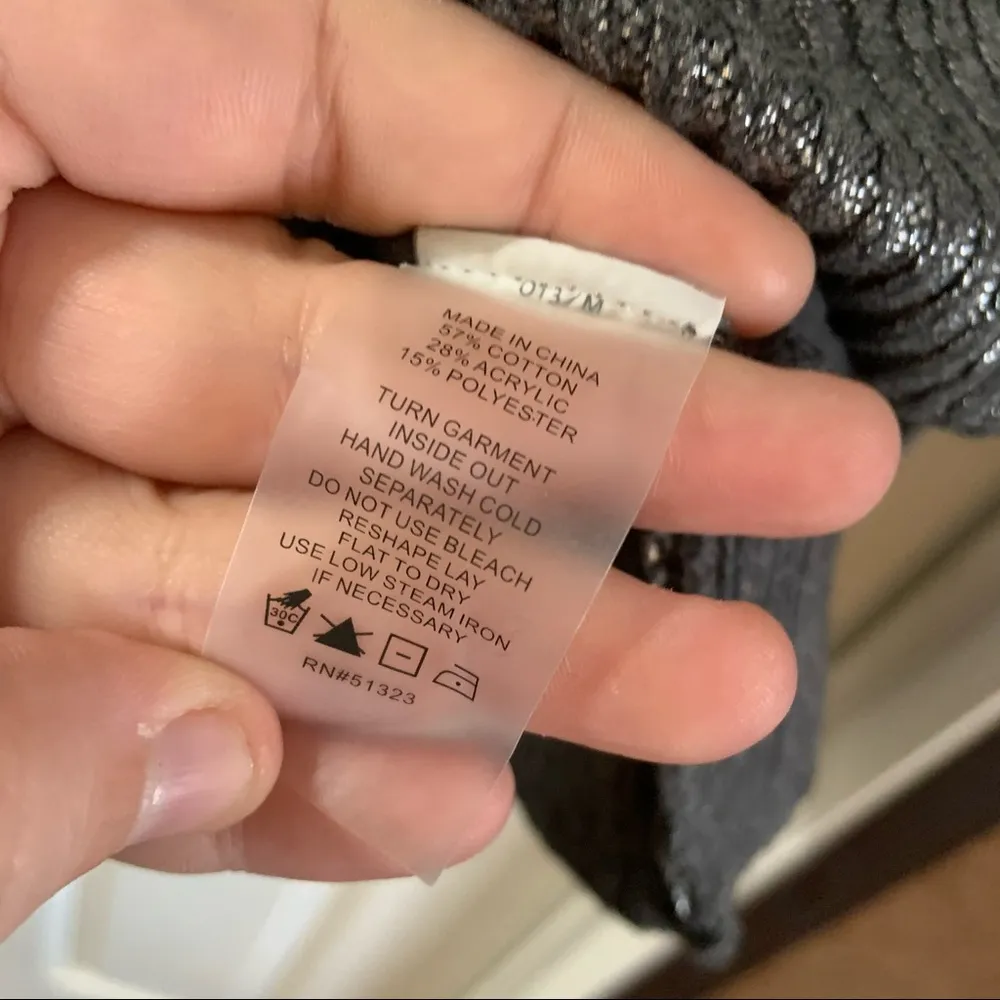 MADE IN CHINA
57% COTTON
28% ACRYLIC
15% POLYESTER
TURN GARMENT
INSIDE OUT
HAND WASH COLD
SEPARATELY
DO NOT USE BLEACH
RESHAPE LAY
FLAT TO DRY
USE LOW STEAM IRON
IF NECESSARY
30C
RN#51323